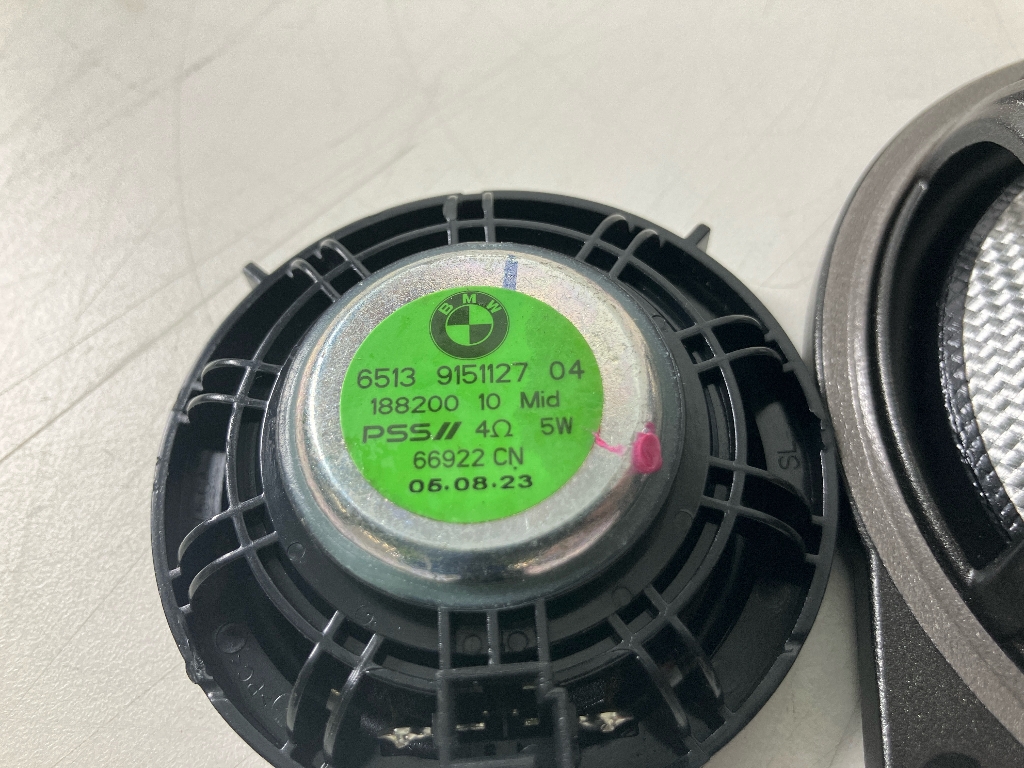 BMW
6513 9151127 04
188200 10 Mid
PSS// 4Ω 5W
66922 CN
05.08.23
SL